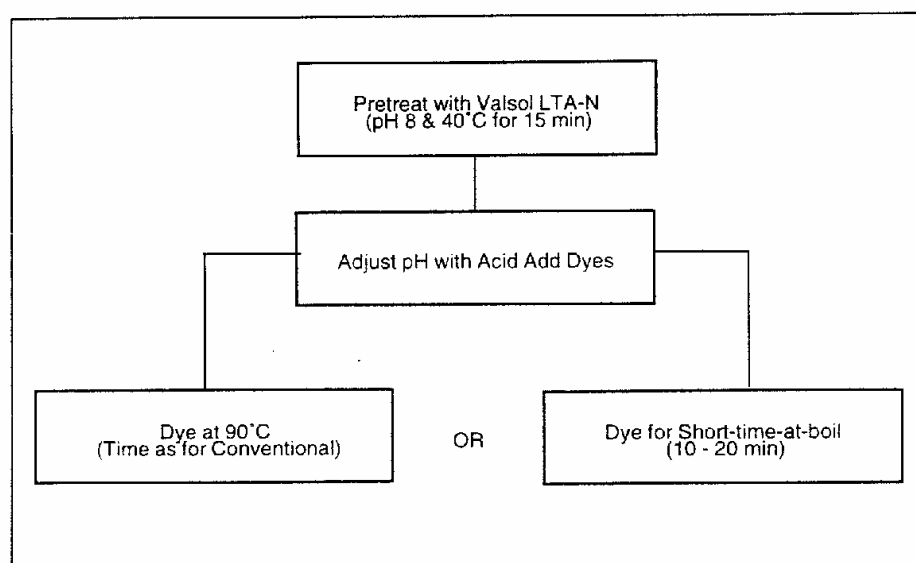 Pretreat with Valsol LTA-N
(pH 8 & 40°C for 15 min)
Adjust pH with Acid Add Dyes
Dye at 90°C
(Time as for Conventional)
OR
Dye for Short-time-at-boil
(10 - 20 min)